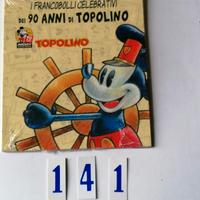 I FRANCOBOLLI CELEBRATIVI
DEI 90 ANNI DI TOPOLINO
TOPOLINO
1 4 1